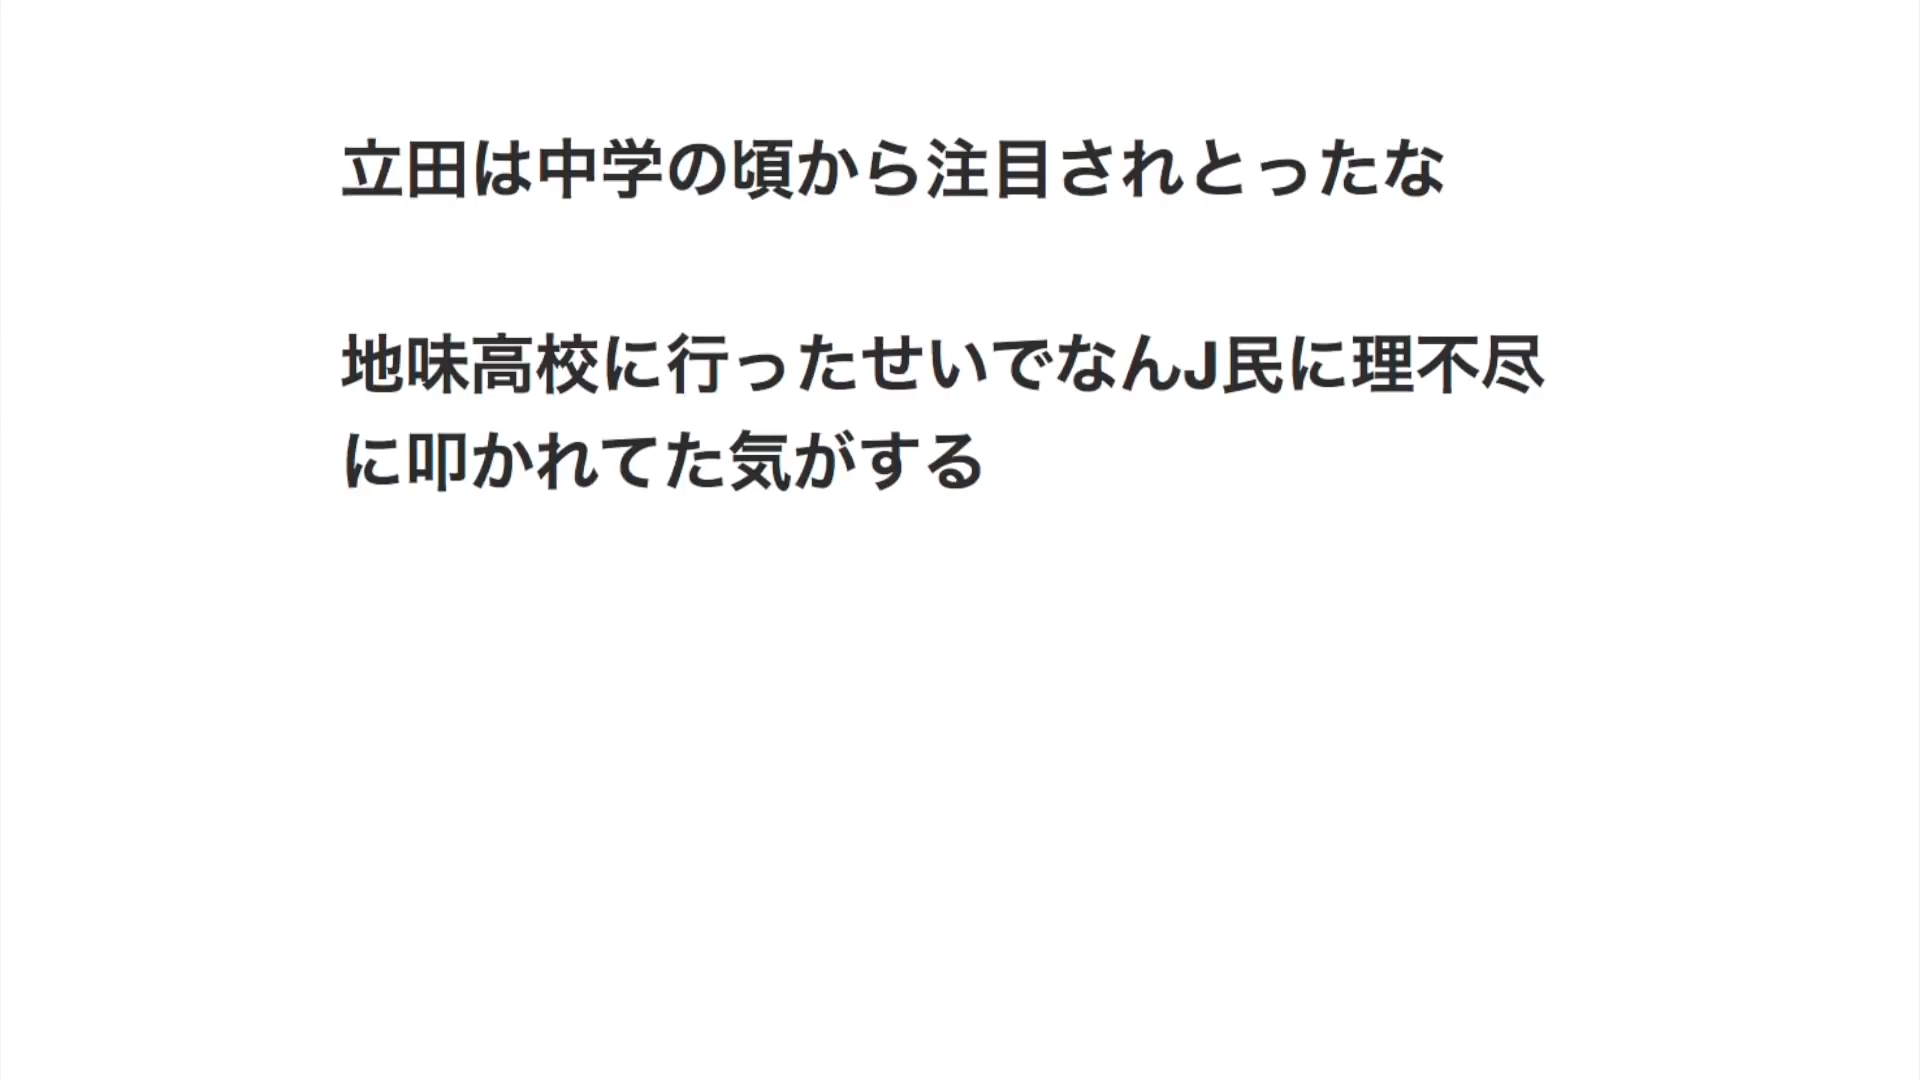 立田は中学の頃から注目されとったな
地味高校に行ったせいでなんJ民に理不尽
に叩かれてた気がする